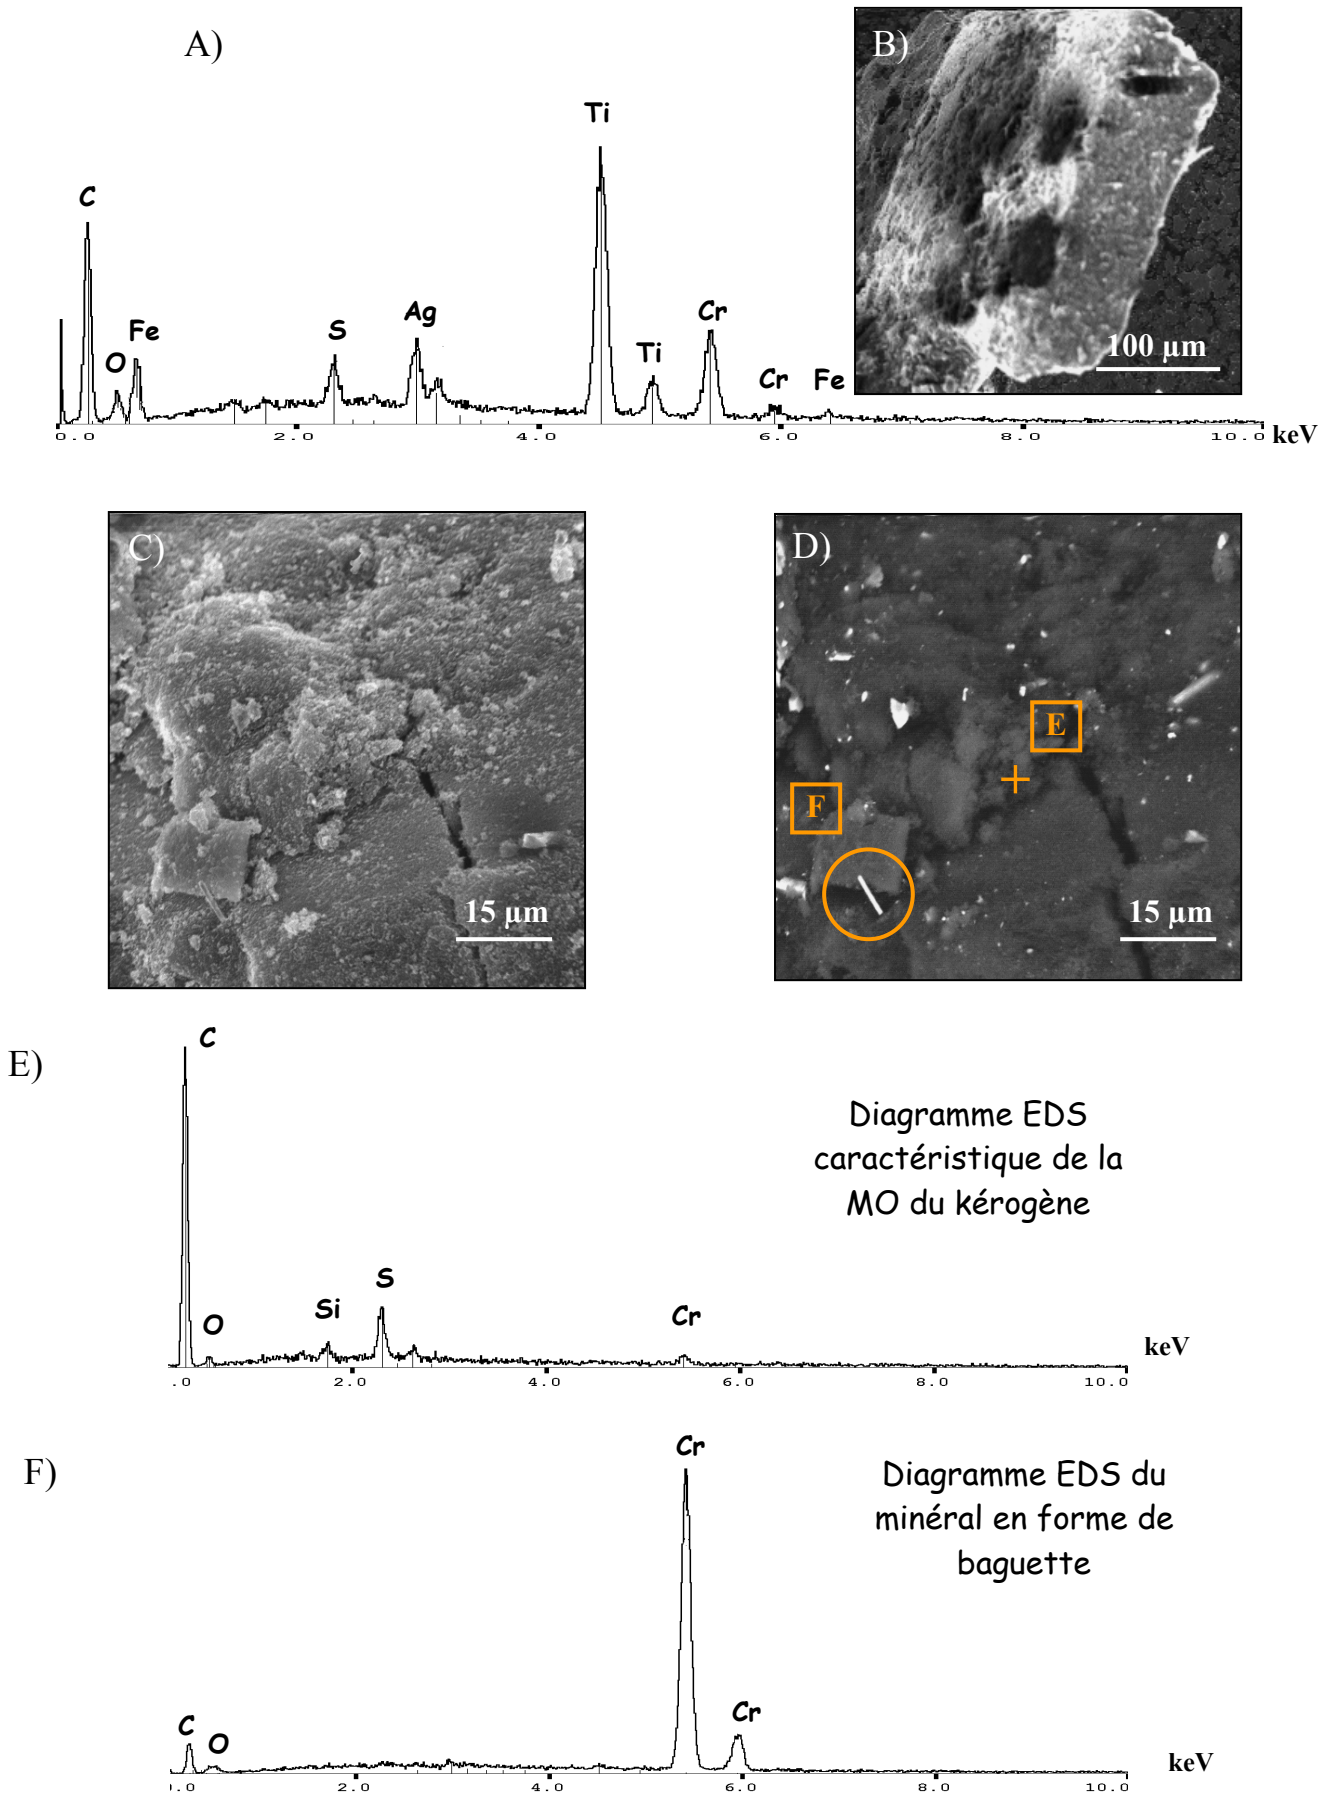 A)
Ti
C
Fe
O
S
Ag
Ti
Cr
Cr
Fe
0.0 2.0 4.0 6.0 8.0 10.0 keV
B)
100 µm
C)
15 µm
D)
E
F
15 µm
E)
C
O
Si
S
Cr
keV
.0 2.0 4.0 6.0 8.0 10.0
Diagramme EDS
caractéristique de la
MO du kérogène
F)
Cr
C
O
Cr
keV
.0 2.0 4.0 6.0 8.0 10.0
Diagramme EDS du
minéral en forme de
baguette